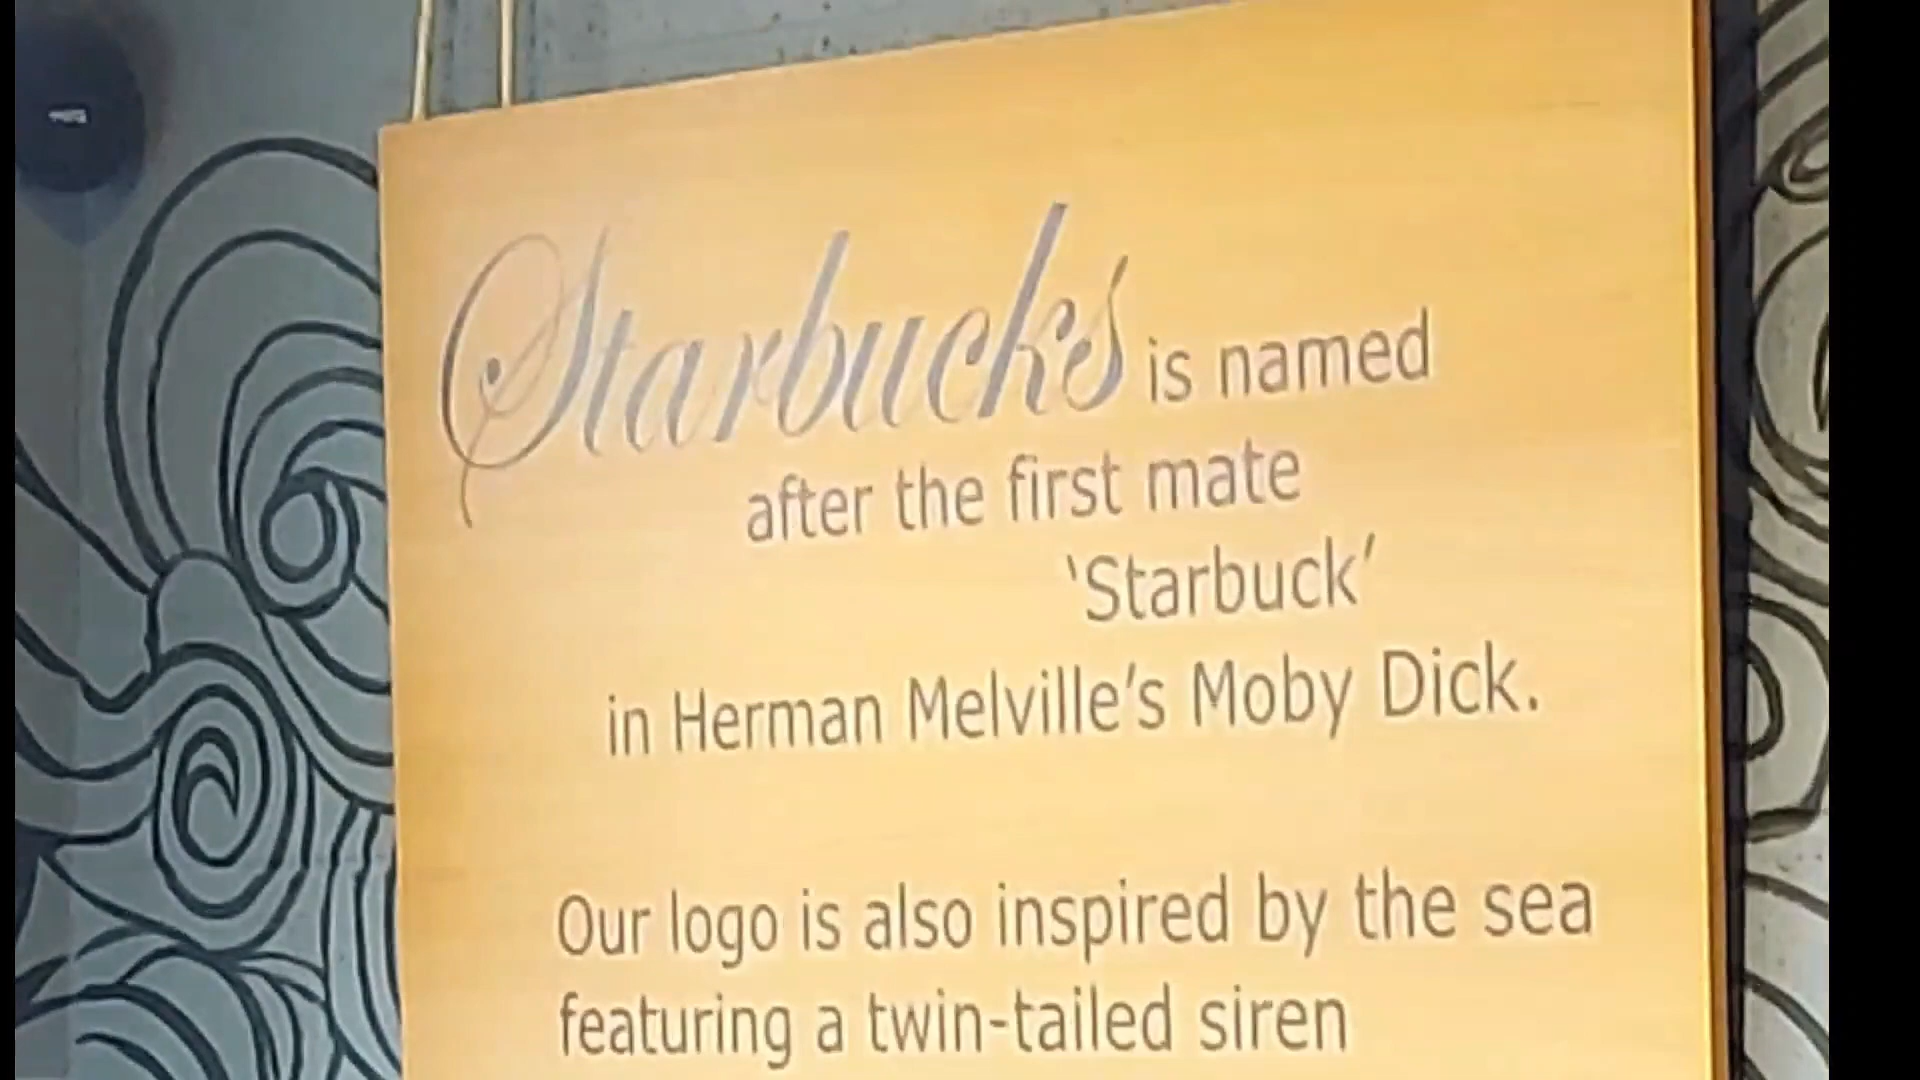 Starbucks is named
after the first mate
‘Starbuck’
in Herman Melville’s Moby Dick.
Our logo is also inspired by the sea
featuring a twin-tailed siren